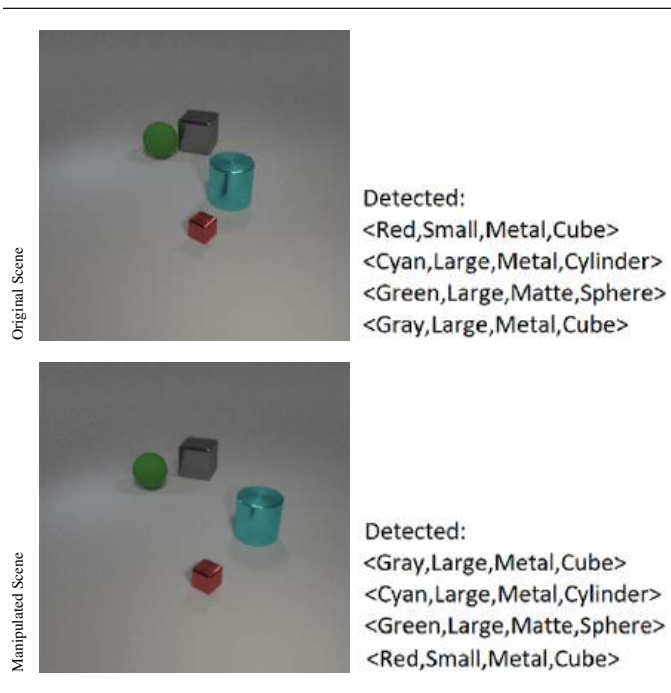 Original Scene
Detected:
<Red,Small,Metal,Cube>
<Cyan,Large,Metal,Cylinder>
<Green,Large,Matte,Sphere>
<Gray,Large,Metal,Cube>
Manipulated Scene
Detected:
<Gray,Large,Metal,Cube>
<Cyan,Large,Metal,Cylinder>
<Green,Large,Matte,Sphere>
<Red,Small,Metal,Cube>